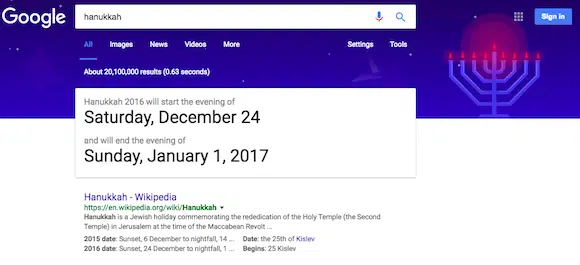 Google
hanukkah
Sign in
All Images News Videos More Settings Tools
About 20,100,000 results (0.63 seconds)
Hanukkah 2016 will start the evening of
Saturday, December 24
and will end the evening of
Sunday, January 1, 2017
Hanukkah - Wikipedia
https://en.wikipedia.org/wiki/Hanukkah
Hanukkah is a Jewish holiday commemorating the rededication of the Holy Temple (the Second
Temple) in Jerusalem at the time of the Maccabean Revolt ...
2015 date: Sunset, 6 December to nightfall, 14 ... Date: the 25th of Kislev
2016 date: Sunset, 24 December to nightfall, 1 ... Begins: 25 Kislev